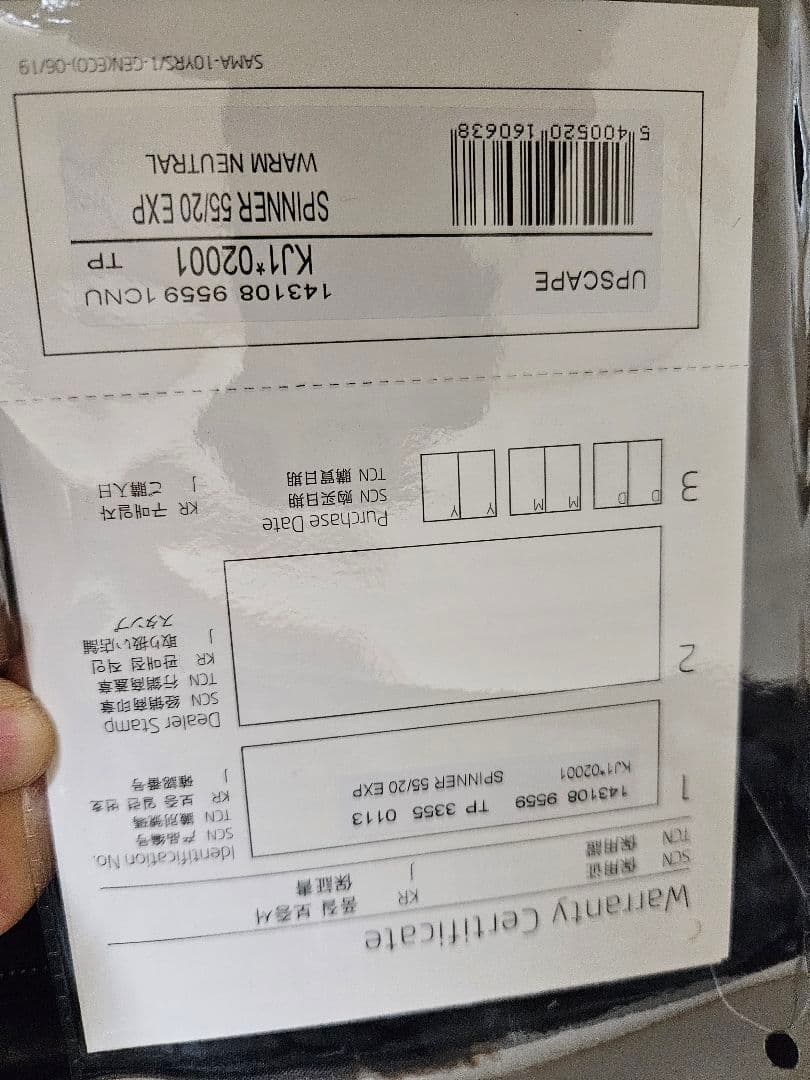 Warranty Certificate
SCN 保用证
TCN 保用證
KR 품질 보증서
J 保証書
1
143108 9559 TP 3355 0113
KJ1*02001 SPINNER 55/20 EXP
Identification No.
SCN 产品编号
TCN 識別號碼
KR 보증 일련 번호
J 確認番号
2
Dealer Stamp
SCN 经销商印章
TCN 行銷商蓋章
KR 판매점 직인
J 取り扱い店舗
スタンプ
3
D D M M Y Y
Purchase Date
SCN 购买日期
TCN 購買日期
KR 구매일자
J ご購入日
UPSCAPE
143108 9559 1CNU
KJ1*02001 TP
SPINNER 55/20 EXP
WARM NEUTRAL
5 400520 160638
SAMA-10YRS/1-GEN(ECO)-06/19